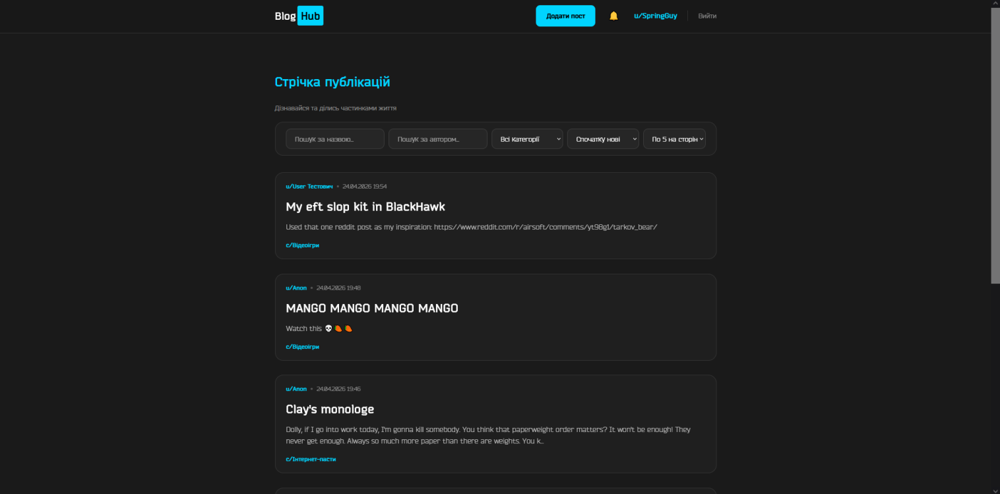 Blog Hub
Додати пост
🔔
u/SpringGuy
Вийти
Стрічка публікацій
Дізнавайся та ділись частинками життя
Пошук за назвою...
Пошук за автором...
Всі категорії
Спочатку нові
По 5 на сторін
u/User Тестович • 24.04.2026 19:54
My eft slop kit in BlackHawk
Used that one reddit post as my inspiration: https://www.reddit.com/r/airsoft/comments/yt98g1/tarkov_bear/
c/Відеоігри
u/Anon • 24.04.2026 19:48
MANGO MANGO MANGO MANGO
Watch this 💀🥭🥭
c/Відеоігри
u/Anon • 24.04.2026 19:46
Clay's monologe
Dolly, if I go into work today, I'm gonna kill somebody. You think that paperweight order matters? It won't be enough! They
never get enough. Always so much more paper than there are weights. You k...
c/Інтернет-пасти